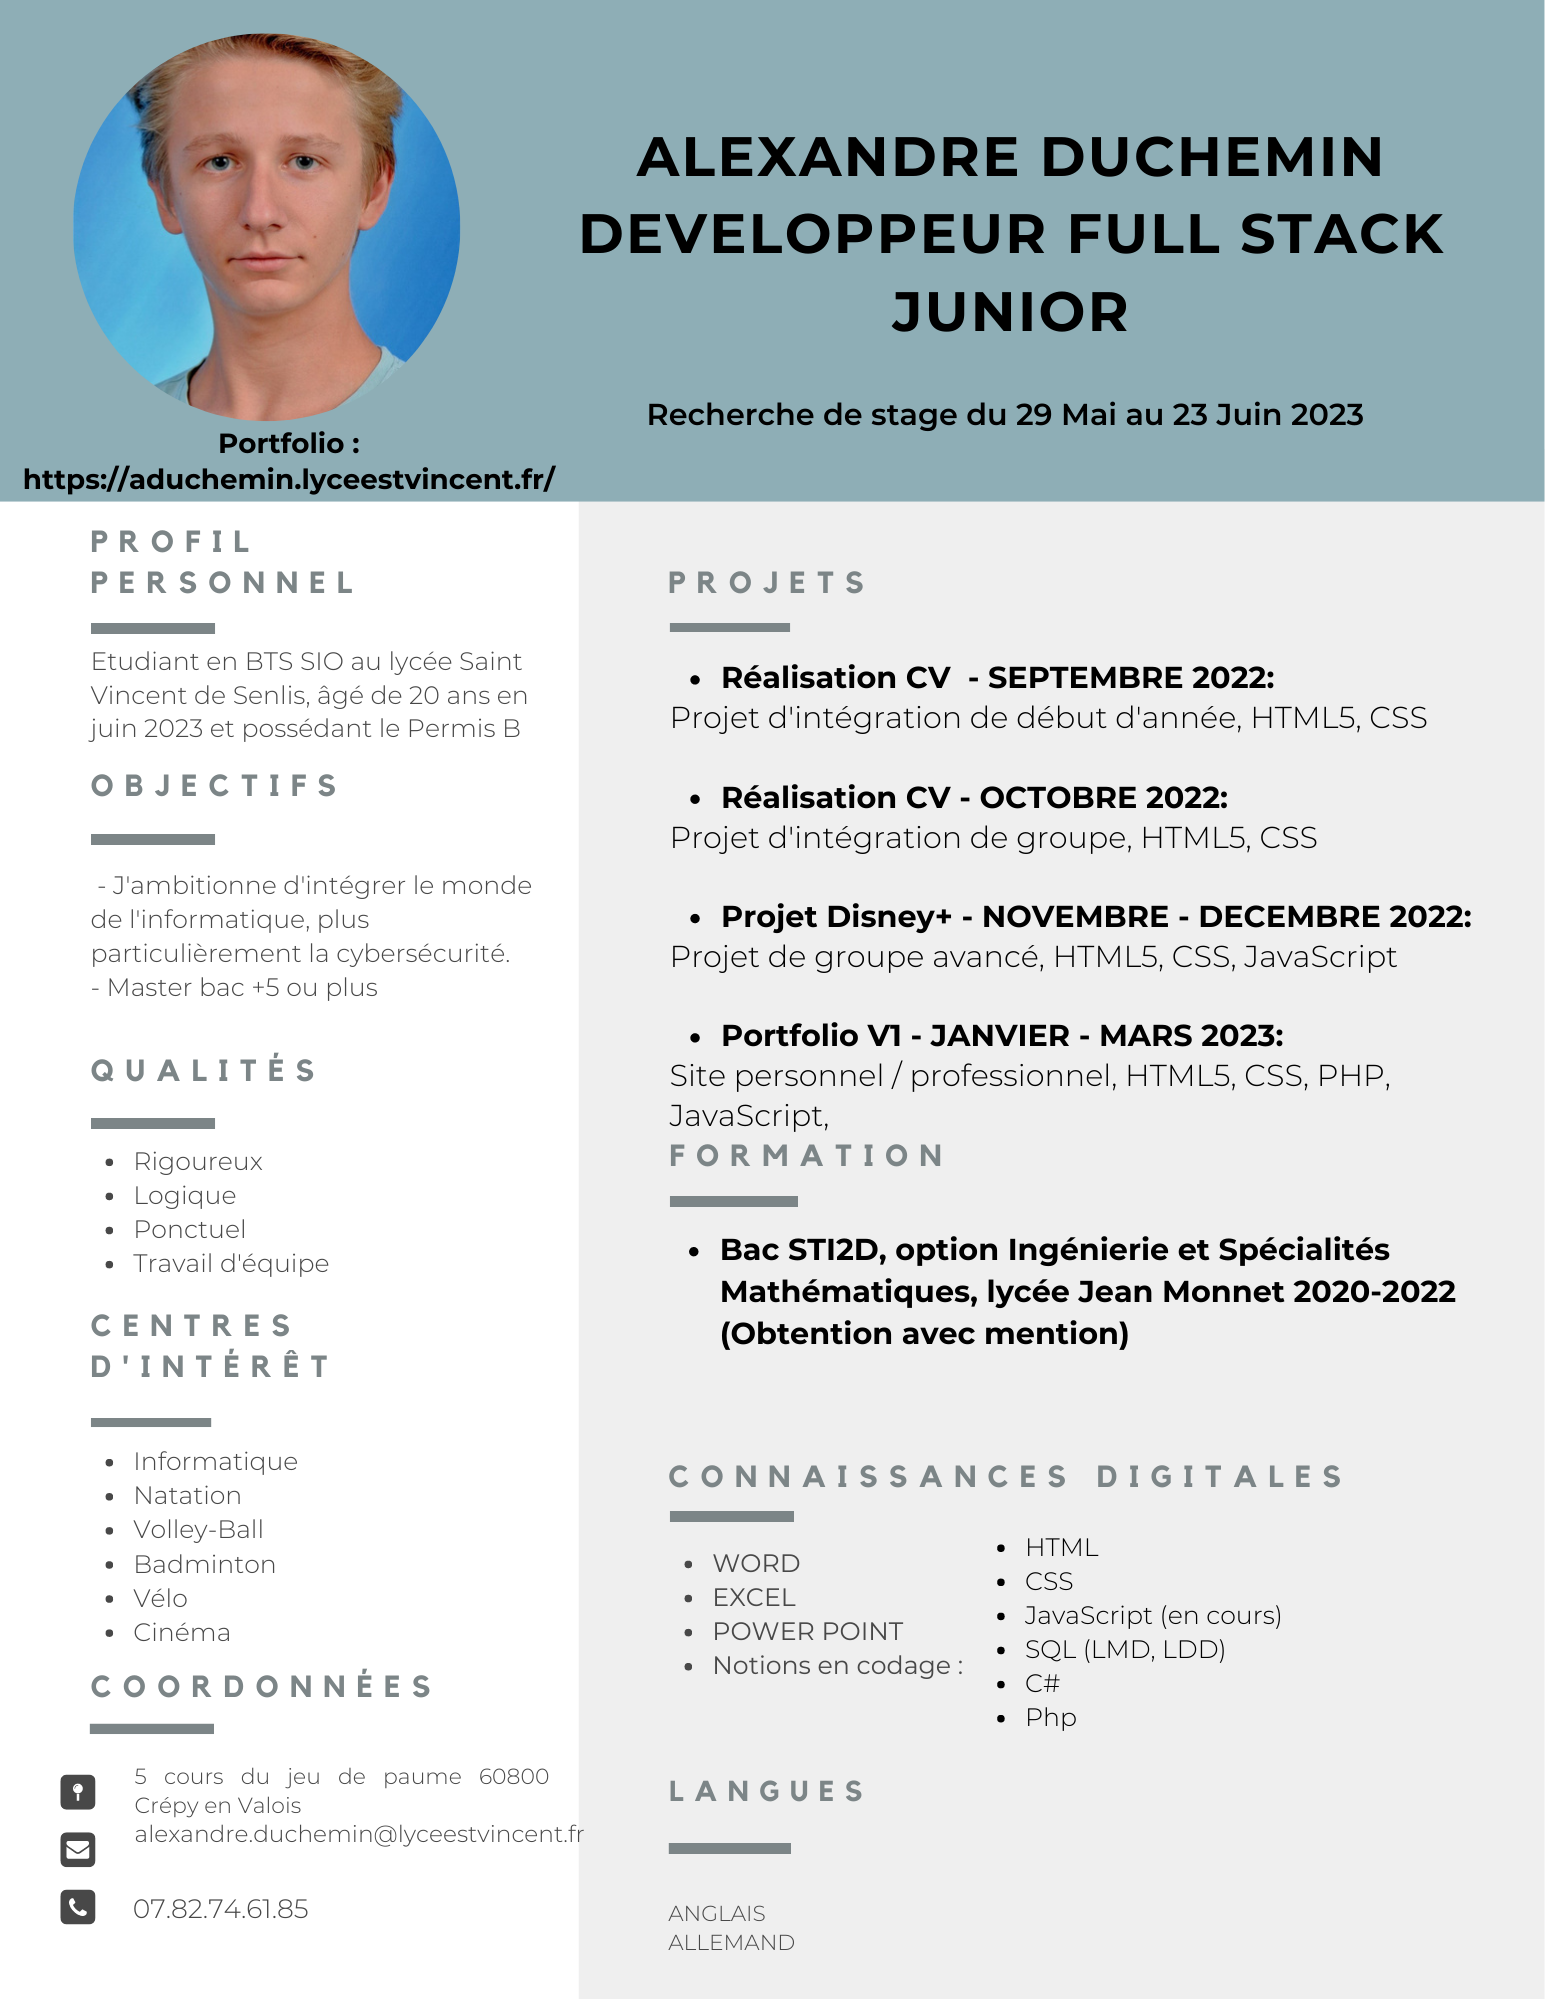 ALEXANDRE DUCHEMIN
DEVELOPPEUR FULL STACK
JUNIOR
Recherche de stage du 29 Mai au 23 Juin 2023
Portfolio :
https://aduchemin.lyceestvincent.fr/
PROFIL
PERSONNEL
Etudiant en BTS SIO au lycée Saint
Vincent de Senlis, âgé de 20 ans en
juin 2023 et possédant le Permis B
OBJECTIFS
- J'ambitionne d'intégrer le monde
de l'informatique, plus
particulièrement la cybersécurité.
- Master bac +5 ou plus
QUALITÉS
• Rigoureux
• Logique
• Ponctuel
• Travail d'équipe
CENTRES
D'INTÉRÊT
• Informatique
• Natation
• Volley-Ball
• Badminton
• Vélo
• Cinéma
COORDONNÉES
5 cours du jeu de paume 60800
Crépy en Valois
alexandre.duchemin@lyceestvincent.fr
07.82.74.61.85
PROJETS
• Réalisation CV - SEPTEMBRE 2022:
Projet d'intégration de début d'année, HTML5, CSS
• Réalisation CV - OCTOBRE 2022:
Projet d'intégration de groupe, HTML5, CSS
• Projet Disney+ - NOVEMBRE - DECEMBRE 2022:
Projet de groupe avancé, HTML5, CSS, JavaScript
• Portfolio V1 - JANVIER - MARS 2023:
Site personnel / professionnel, HTML5, CSS, PHP,
JavaScript,
FORMATION
• Bac STI2D, option Ingénierie et Spécialités
Mathématiques, lycée Jean Monnet 2020-2022
(Obtention avec mention)
CONNAISSANCES DIGITALES
• WORD
• EXCEL
• POWER POINT
• Notions en codage :
• HTML
• CSS
• JavaScript (en cours)
• SQL (LMD, LDD)
• C#
• Php
LANGUES
ANGLAIS
ALLEMAND